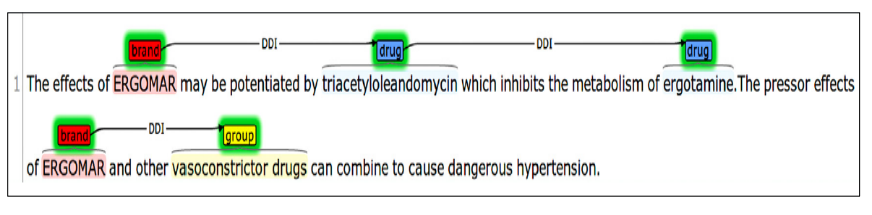 brand DDI drug DDI drug
1 The effects of ERGOMAR may be potentiated by triacetyloleandomycin which inhibits the metabolism of ergotamine.The pressor effects
brand DDI group
of ERGOMAR and other vasoconstrictor drugs can combine to cause dangerous hypertension.